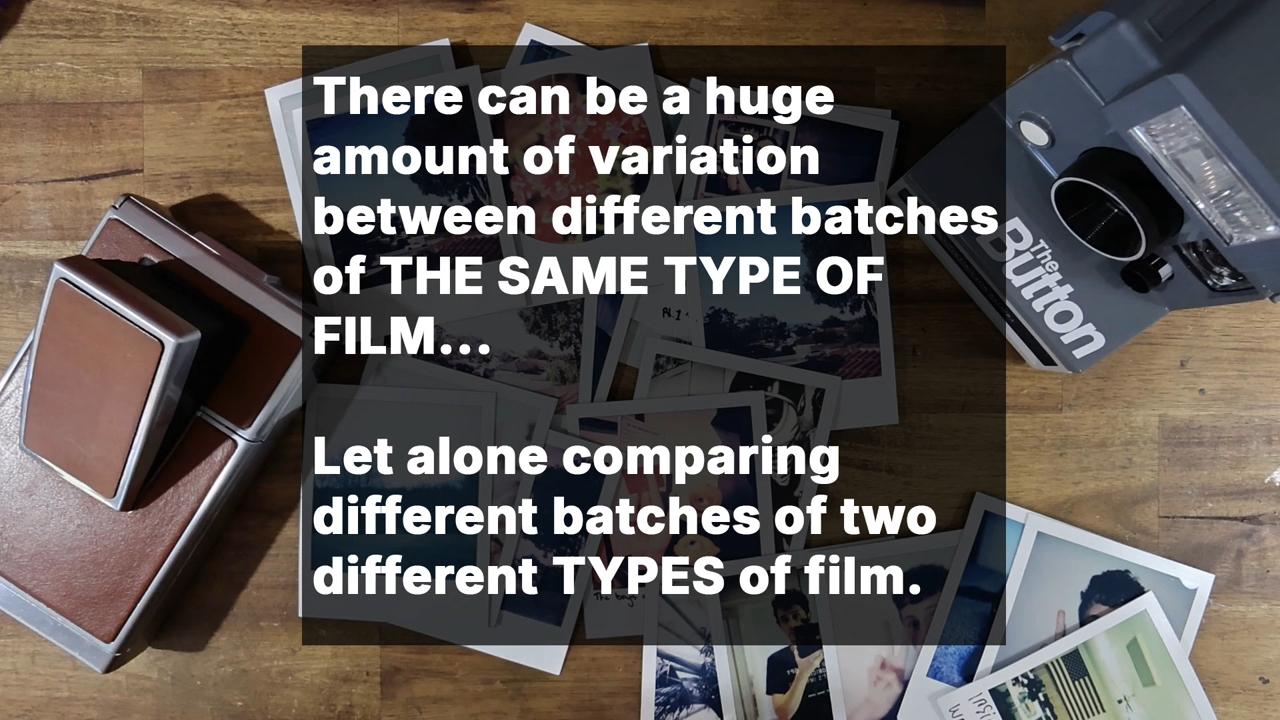 There can be a huge
amount of variation
between different batches
of THE SAME TYPE OF
FILM...
Let alone comparing
different batches of two
different TYPES of film.
The
Button